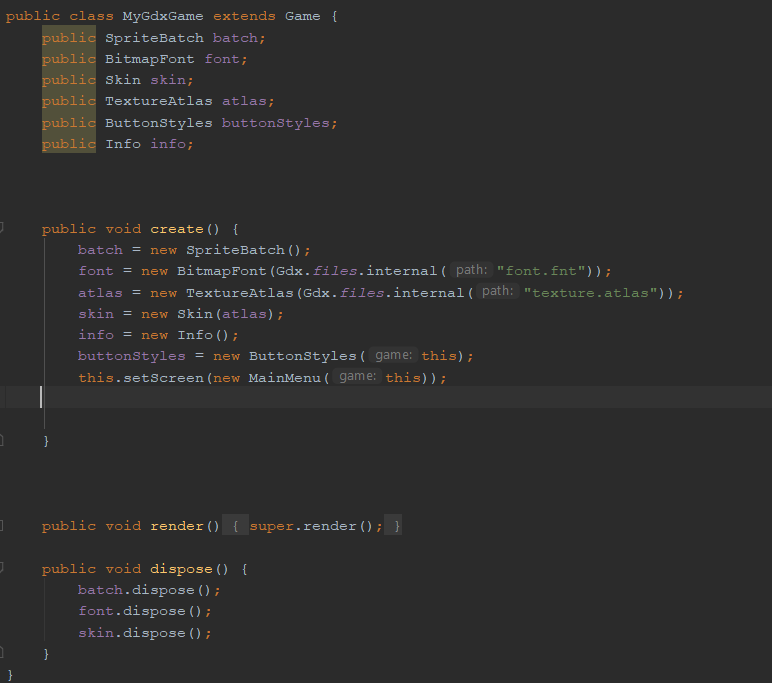 public class MyGdxGame extends Game {
public SpriteBatch batch;
public BitmapFont font;
public Skin skin;
public TextureAtlas atlas;
public ButtonStyles buttonStyles;
public Info info;
public void create() {
batch = new SpriteBatch();
font = new BitmapFont(Gdx.files.internal( path: "font.fnt"));
atlas = new TextureAtlas(Gdx.files.internal( path: "texture.atlas"));
skin = new Skin(atlas);
info = new Info();
buttonStyles = new ButtonStyles( game: this);
this.setScreen(new MainMenu( game: this));
}
public void render() { super.render(); }
public void dispose() {
batch.dispose();
font.dispose();
skin.dispose();
}
}